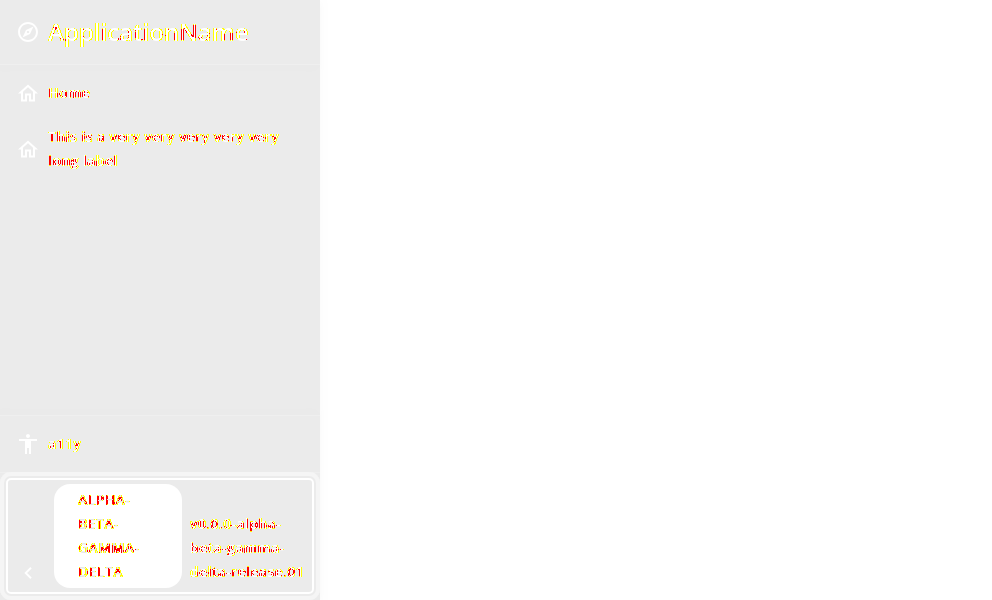 ApplicationName
Home
This is a very very very very very
long label
a11y
ALPHA-
BETA-
GAMMA-
DELTA
v0.0.1-alpha-
beta-gamma-
delta-release.01